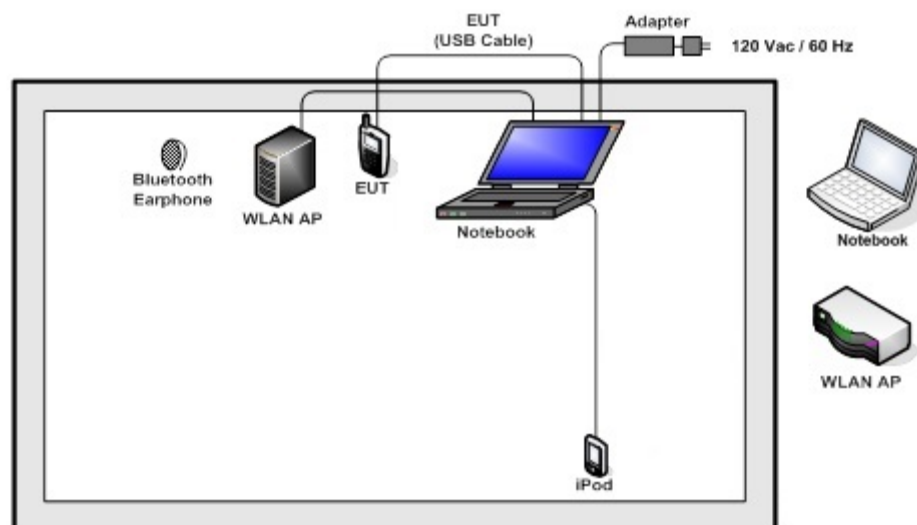 EUT
(USB Cable)
Adapter
120 Vac / 60 Hz
Bluetooth
Earphone
WLAN AP
EUT
Notebook
Notebook
WLAN AP
iPod